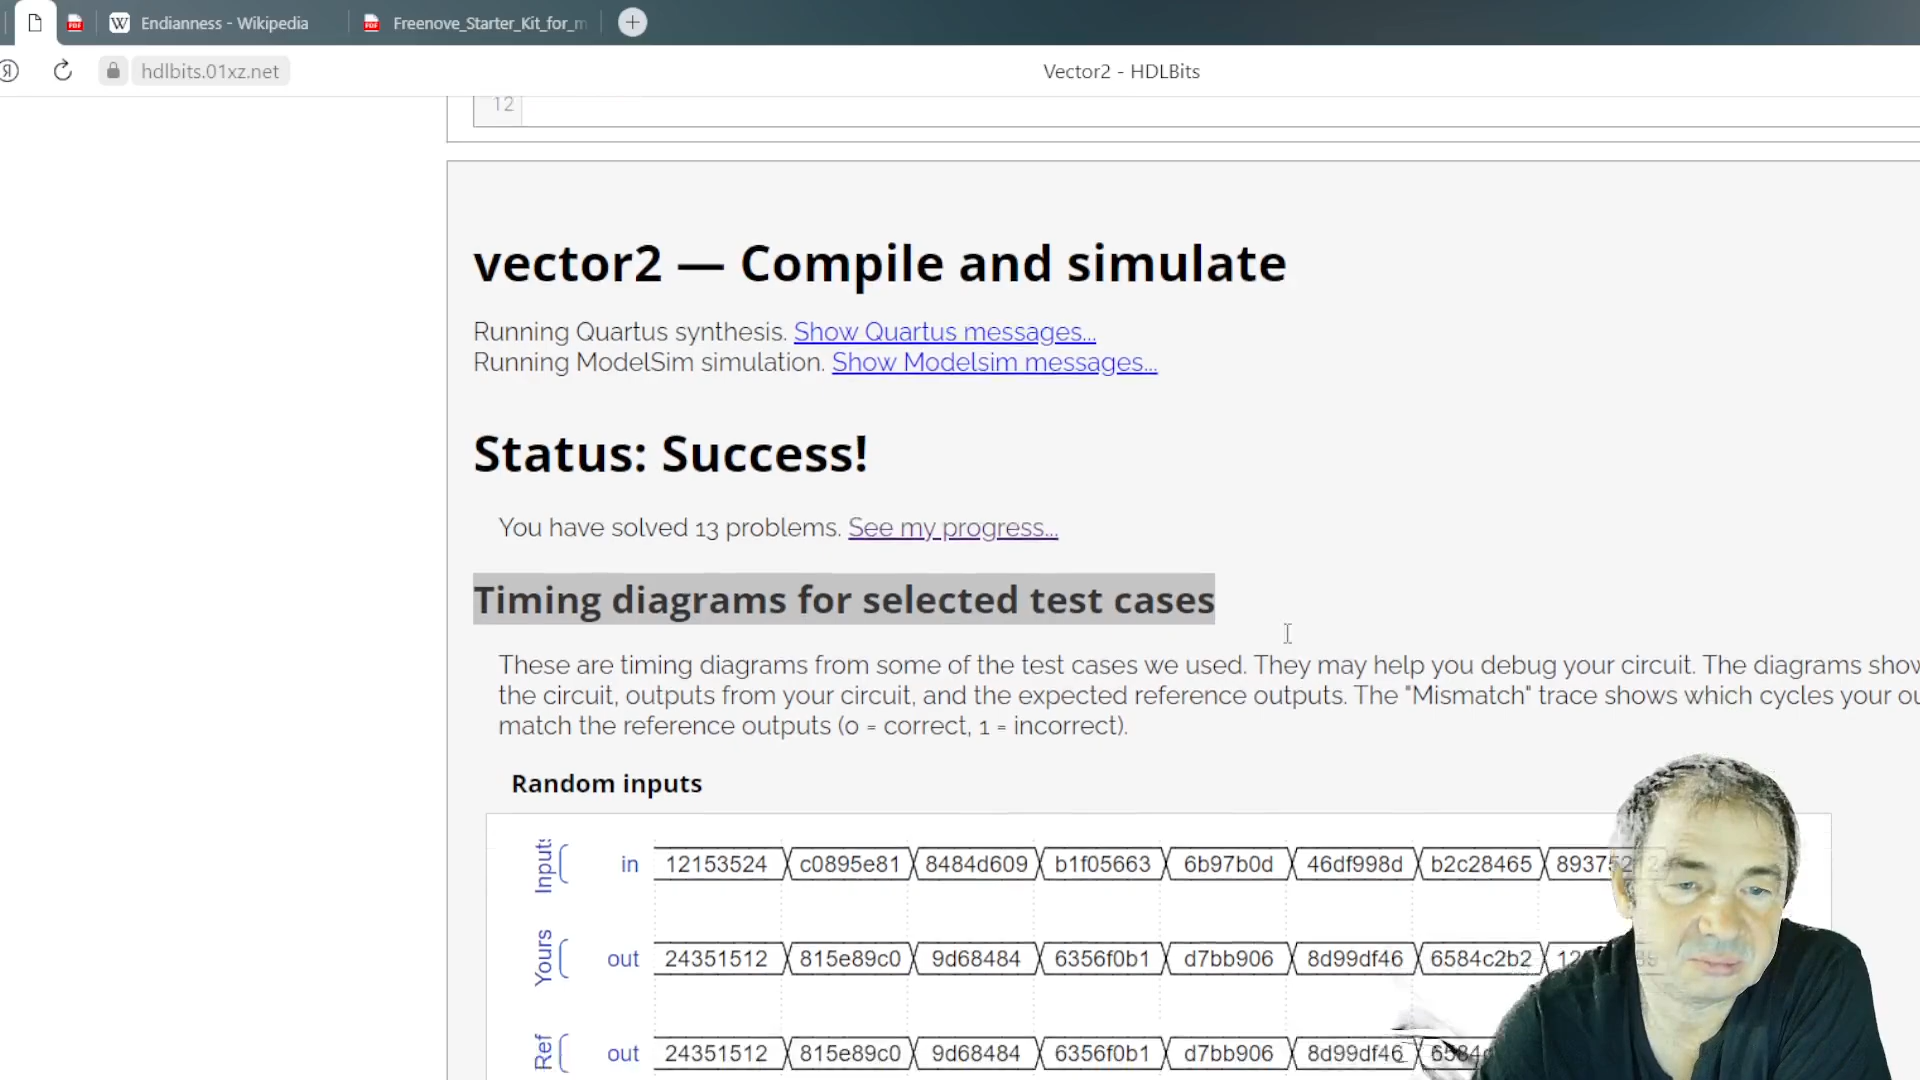 W Endianness - Wikipedia
PDF Freenove_Starter_Kit_for_m
Я hdlbits.01xz.net
Vector2 - HDLBits
12
vector2 — Compile and simulate
Running Quartus synthesis. Show Quartus messages...
Running ModelSim simulation. Show Modelsim messages...
Status: Success!
You have solved 13 problems. See my progress...
Timing diagrams for selected test cases
These are timing diagrams from some of the test cases we used. They may help you debug your circuit. The diagrams show
the circuit, outputs from your circuit, and the expected reference outputs. The "Mismatch" trace shows which cycles your ou
match the reference outputs (0 = correct, 1 = incorrect).
Random inputs
Inputs in 12153524 c0895e81 8484d609 b1f05663 6b97b0d 46df998d b2c28465
Yours out 24351512 815e89c0 9d68484 6356f0b1 d7bb906 8d99df46 6584c2b2
Ref out 24351512 815e89c0 9d68484 6356f0b1 d7bb906 8d99df46